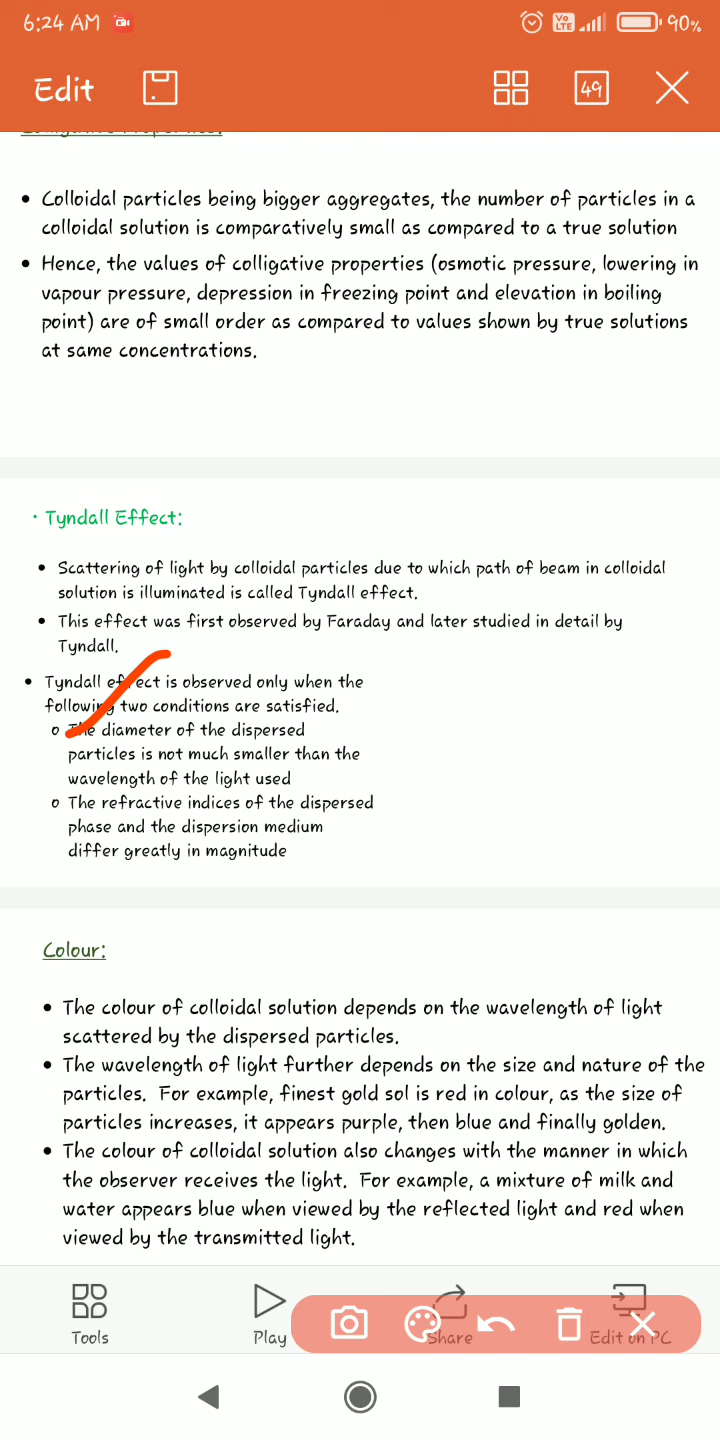 6:24 AM
Vo LTE
90%
Edit
49
Colligative Properties:
• Colloidal particles being bigger aggregates, the number of particles in a
colloidal solution is comparatively small as compared to a true solution
• Hence, the values of colligative properties (osmotic pressure, lowering in
vapour pressure, depression in freezing point and elevation in boiling
point) are of small order as compared to values shown by true solutions
at same concentrations.
· Tyndall Effect:
• Scattering of light by colloidal particles due to which path of beam in colloidal
solution is illuminated is called Tyndall effect.
• This effect was first observed by Faraday and later studied in detail by
Tyndall.
• Tyndall effect is observed only when the
following two conditions are satisfied.
o The diameter of the dispersed
particles is not much smaller than the
wavelength of the light used
o The refractive indices of the dispersed
phase and the dispersion medium
differ greatly in magnitude
Colour:
• The colour of colloidal solution depends on the wavelength of light
scattered by the dispersed particles.
• The wavelength of light further depends on the size and nature of the
particles. For example, finest gold sol is red in colour, as the size of
particles increases, it appears purple, then blue and finally golden.
• The colour of colloidal solution also changes with the manner in which
the observer receives the light. For example, a mixture of milk and
water appears blue when viewed by the reflected light and red when
viewed by the transmitted light.
Tools
Play
Share
Edit on PC